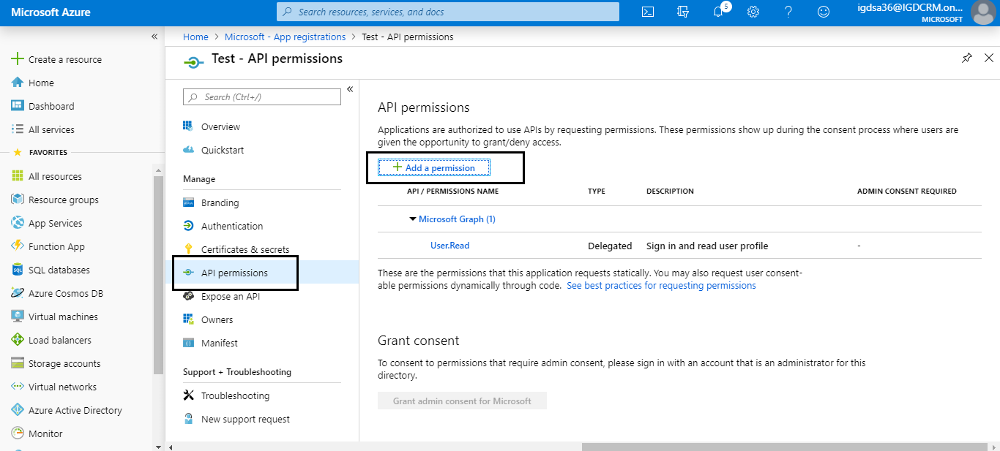 Microsoft Azure
Search resources, services, and docs
5
igdsa36@IGDCRM.on...
MICROSOFT
«
Create a resource
Home
Dashboard
All services
FAVORITES
All resources
Resource groups
App Services
Function App
SQL databases
Azure Cosmos DB
Virtual machines
Load balancers
Storage accounts
Virtual networks
Azure Active Directory
Monitor
Home > Microsoft - App registrations > Test - API permissions
Test - API permissions
Search (Ctrl+/)
«
Overview
Quickstart
Manage
Branding
Authentication
Certificates & secrets
API permissions
Expose an API
Owners
Manifest
Support + Troubleshooting
Troubleshooting
New support request
API permissions
Applications are authorized to use APIs by requesting permissions. These permissions show up during the consent process where users are
given the opportunity to grant/deny access.
+ Add a permission
API / PERMISSIONS NAME TYPE DESCRIPTION ADMIN CONSENT REQUIRED
Microsoft Graph (1)
User.Read Delegated Sign in and read user profile -
These are the permissions that this application requests statically. You may also request user consent-
able permissions dynamically through code. See best practices for requesting permissions
Grant consent
To consent to permissions that require admin consent, please sign in with an account that is an administrator for this
directory.
Grant admin consent for Microsoft